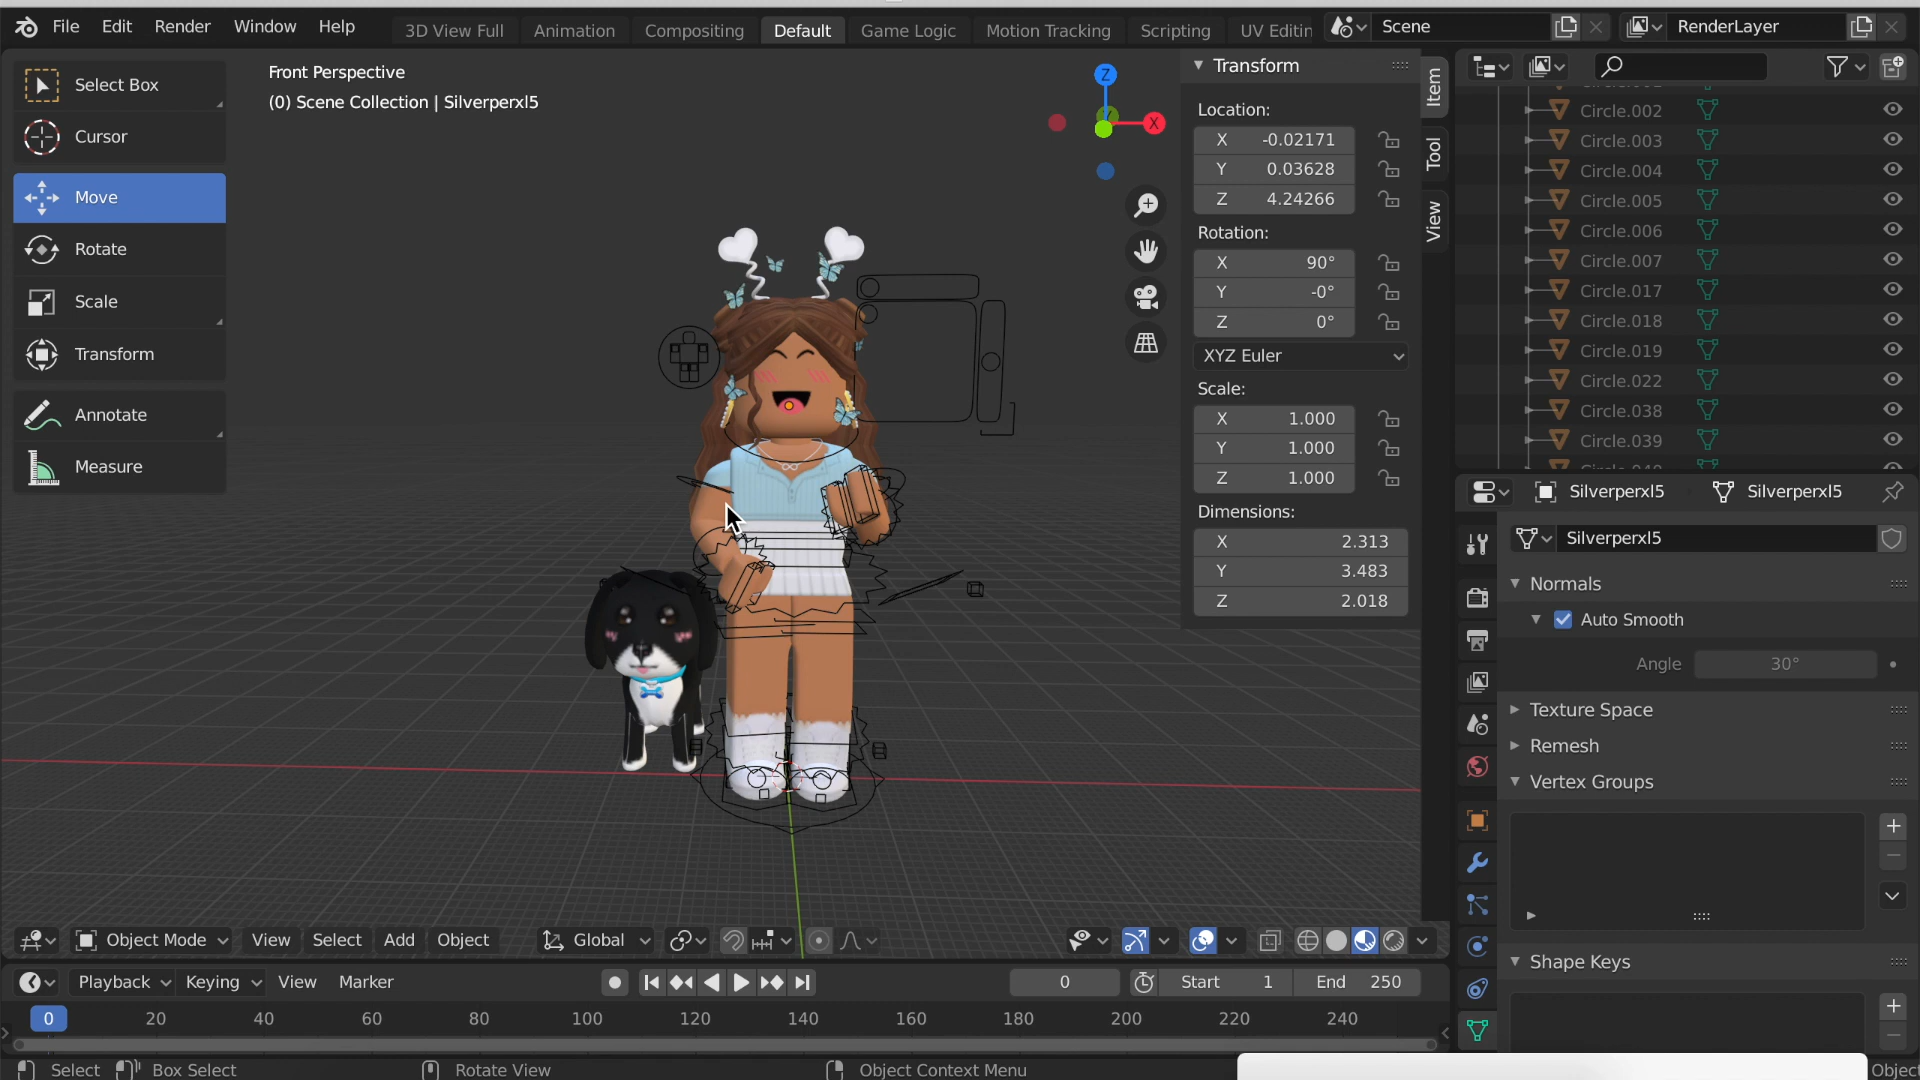 File Edit Render Window Help
3D View Full Animation Compositing Default Game Logic Motion Tracking Scripting UV Editin
Scene
RenderLayer
Select Box
Cursor
Move
Rotate
Scale
Transform
Annotate
Measure
Front Perspective
(0) Scene Collection | Silverperxl5
Z
X
Transform
Location:
X -0.02171
Y 0.03628
Z 4.24266
Rotation:
X 90°
Y -0°
Z 0°
XYZ Euler
Scale:
X 1.000
Y 1.000
Z 1.000
Dimensions:
X 2.313
Y 3.483
Z 2.018
Item
Tool
View
Circle.002
Circle.003
Circle.004
Circle.005
Circle.006
Circle.007
Circle.017
Circle.018
Circle.019
Circle.022
Circle.038
Circle.039
Silverperxl5 Silverperxl5
Silverperxl5
Normals
Auto Smooth
Angle 30°
Texture Space
Remesh
Vertex Groups
Shape Keys
Object Mode View Select Add Object Global
Playback Keying View Marker 0 Start 1 End 250
0 20 40 60 80 100 120 140 160 180 200 220 240
Select Box Select Rotate View Object Context Menu Objec